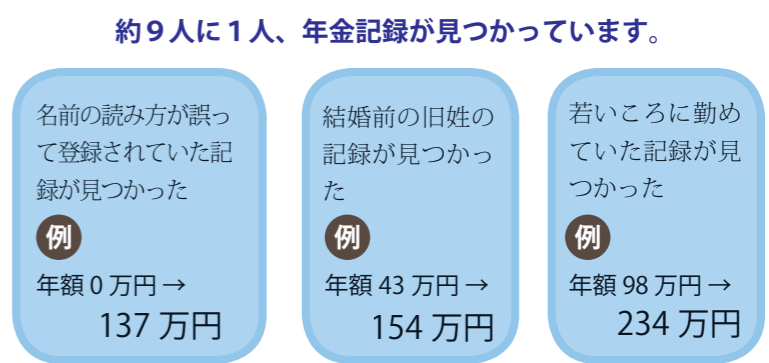 約９人に１人、年金記録が見つかっています。
名前の読み方が誤っ
て登録されていた記
録が見つかった
例
年額 0 万円→
137 万円
結婚前の旧姓の
記録が見つかっ
た
例
年額 43 万円→
154 万円
若いころに勤め
ていた記録が見
つかった
例
年額 98 万円→
234 万円